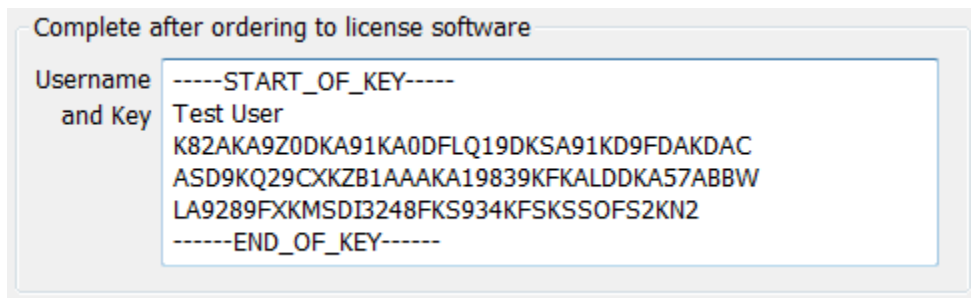 Complete after ordering to license software
Username
and Key
-----START_OF_KEY-----
Test User
K82AKA9Z0DKA91KA0DFLQ19DKSA91KD9FDAKDAC
ASD9KQ29CXKZB1AAAKA19839KFKALDDKA57ABBW
LA9289FXKMSDI3248FKS934KFSKSSOFS2KN2
------END_OF_KEY------